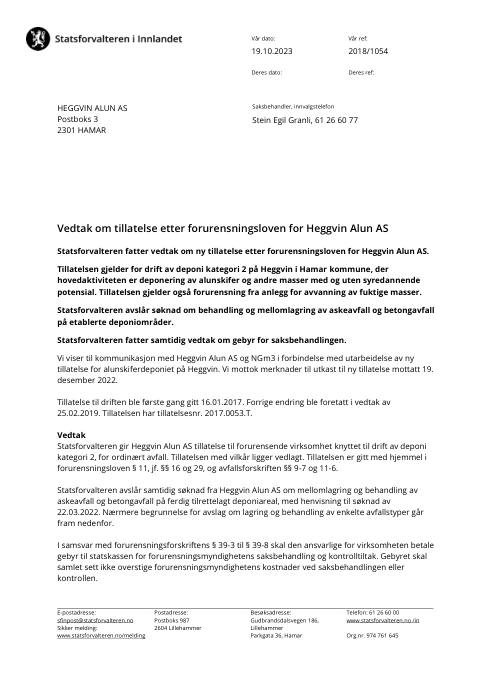 Statsforvalteren i Innlandet
Vår dato:
Vår ref:
19.10.2023
2018/1054
Deres dato:
Deres ref:
HEGGVIN ALUN AS
Postboks 3
2301 HAMAR
Saksbehandler, innvalgstelefon
Stein Egil Granli, 61 26 60 77
Vedtak om tillatelse etter forurensningsloven for Heggvin Alun AS
Statsforvalteren fatter vedtak om ny tillatelse etter forurensningsloven for Heggvin Alun AS.
Tillatelsen gjelder for drift av deponi kategori 2 på Heggvin i Hamar kommune, der
hovedaktiviteten er deponering av alunskifer og andre masser med og uten syredannende
potensial. Tillatelsen gjelder også forurensning fra anlegg for avvanning av fuktige masser.
Statsforvalteren avslår søknad om behandling og mellomlagring av askeavfall og betongavfall
på etablerte deponiområder.
Statsforvalteren fatter samtidig vedtak om gebyr for saksbehandlingen.
Vi viser til kommunikasjon med Heggvin Alun AS og NGm3 i forbindelse med utarbeidelse av ny
tillatelse for alunskiferdeponiet på Heggvin. Vi mottok merknader til utkast til ny tillatelse mottatt 19.
desember 2022.
Tillatelse til driften ble første gang gitt 16.01.2017. Forrige endring ble foretatt i vedtak av
25.02.2019. Tillatelsen har tillatelsesnr. 2017.0053.T.
Vedtak
Statsforvalteren gir Heggvin Alun AS tillatelse til forurensende virksomhet knyttet til drift av deponi
kategori 2, for ordinært avfall. Tillatelsen med vilkår ligger vedlagt. Tillatelsen er gitt med hjemmel i
forurensningsloven § 11, jf. §§ 16 og 29, og avfallsforskriften §§ 9-7 og 11-6.
Statsforvalteren avslår samtidig søknad fra Heggvin Alun AS om mellomlagring og behandling av
askeavfall og betongavfall på ferdig tilrettelagt deponiareal, med henvisning til søknad av
22.03.2022. Nærmere begrunnelse for avslag om lagring og behandling av enkelte avfallstyper går
fram nedenfor.
I samsvar med forurensningsforskriftens § 39-3 til § 39-8 skal den ansvarlige for virksomheten betale
gebyr til statskassen for forurensningsmyndighetens saksbehandling og kontrolltiltak. Gebyret skal
samlet sett ikke overstige forurensningsmyndighetens kostnader ved saksbehandlingen eller
kontrollen.
E-postadresse:
sfinpost@statsforvalteren.no
Sikker melding:
www.statsforvalteren.no/melding
Postadresse:
Postboks 987
2604 Lillehammer
Besøksadresse:
Gudbrandsdalsvegen 186,
Lillehammer
Parkgata 36, Hamar
Telefon: 61 26 60 00
www.statsforvalteren.no/in
Org.nr. 974 761 645